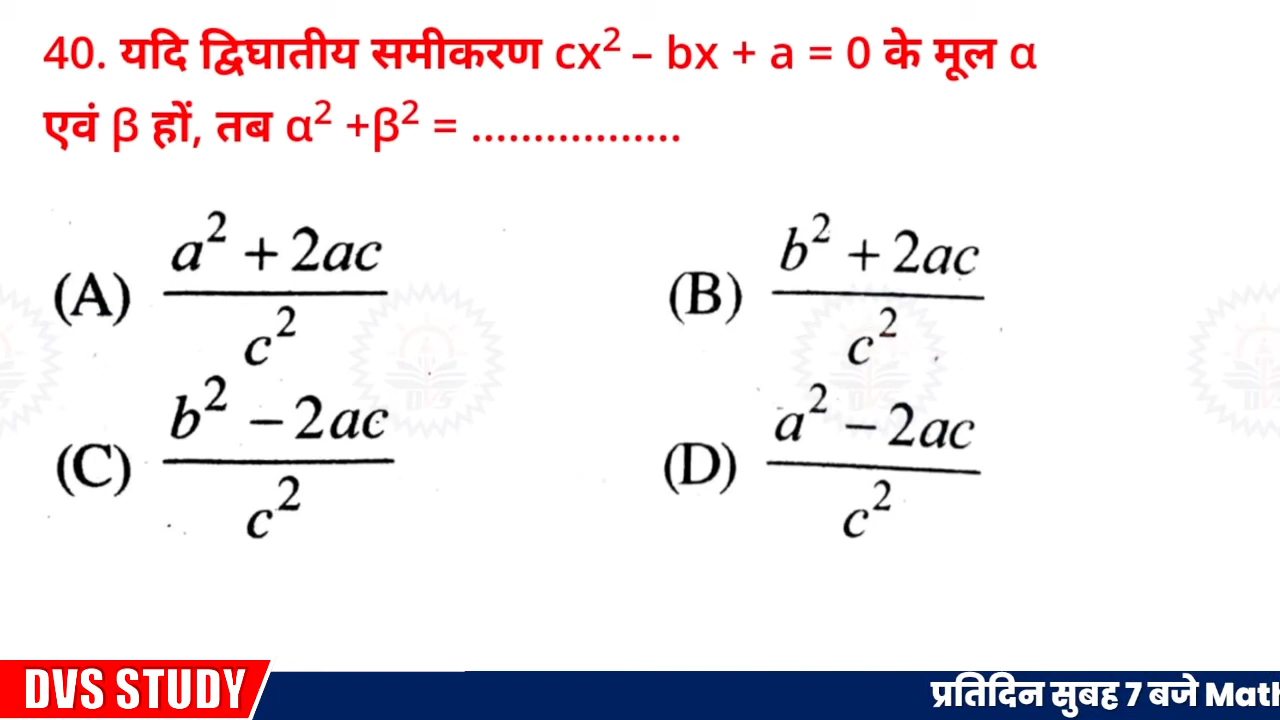 40. यदि द्विघातीय समीकरण cx² – bx + a = 0 के मूल α
एवं β हों, तब α² +β² = .................
(A) (a² + 2ac)/c² (B) (b² + 2ac)/c²
(C) (b² − 2ac)/c² (D) (a² − 2ac)/c²
DVS STUDY
प्रतिदिन सुबह 7 बजे Math